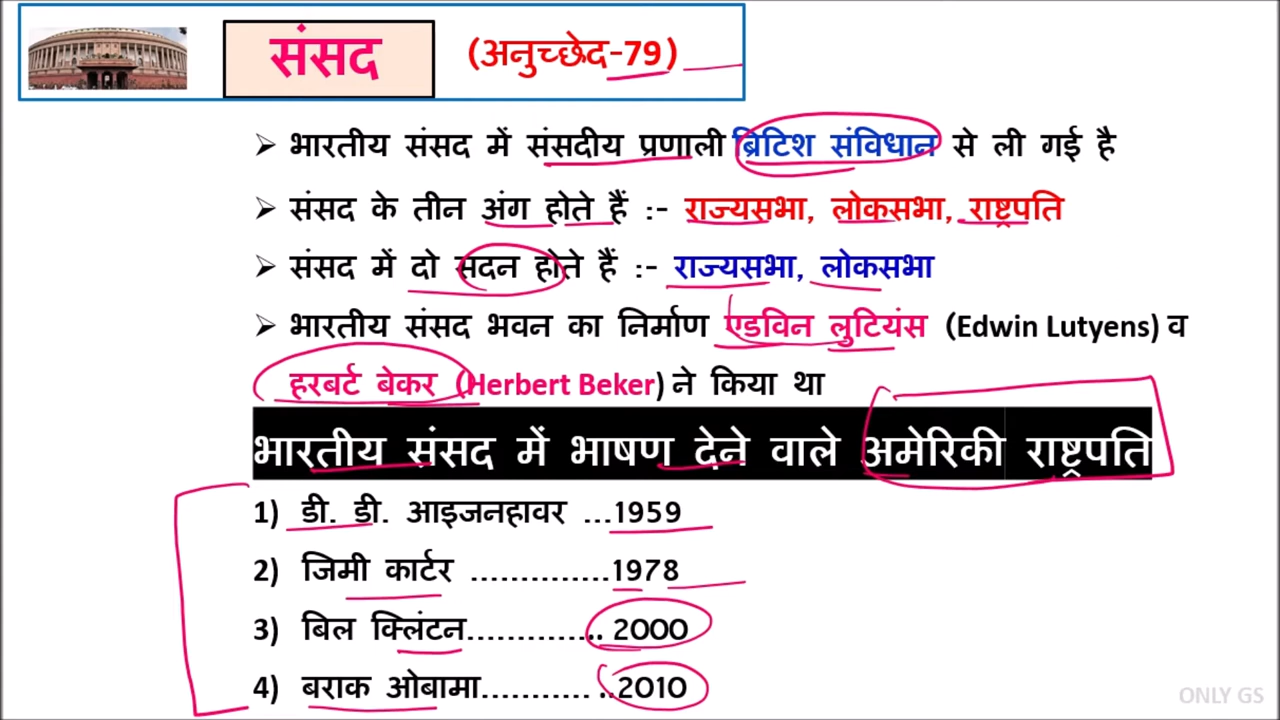 संसद
(अनुच्छेद-79)
➢ भारतीय संसद में संसदीय प्रणाली ब्रिटिश संविधान से ली गई है
➢ संसद के तीन अंग होते हैं :- राज्यसभा, लोकसभा, राष्ट्रपति
➢ संसद में दो सदन होते हैं :- राज्यसभा, लोकसभा
➢ भारतीय संसद भवन का निर्माण एडविन लुटियंस (Edwin Lutyens) व
हरबर्ट बेकर (Herbert Beker) ने किया था
भारतीय संसद में भाषण देने वाले अमेरिकी राष्ट्रपति
1) डी. डी. आइजनहावर ...1959
2) जिमी कार्टर ..............1978
3) बिल क्लिंटन............. 2000
4) बराक ओबामा........... ..2010
ONLY GS